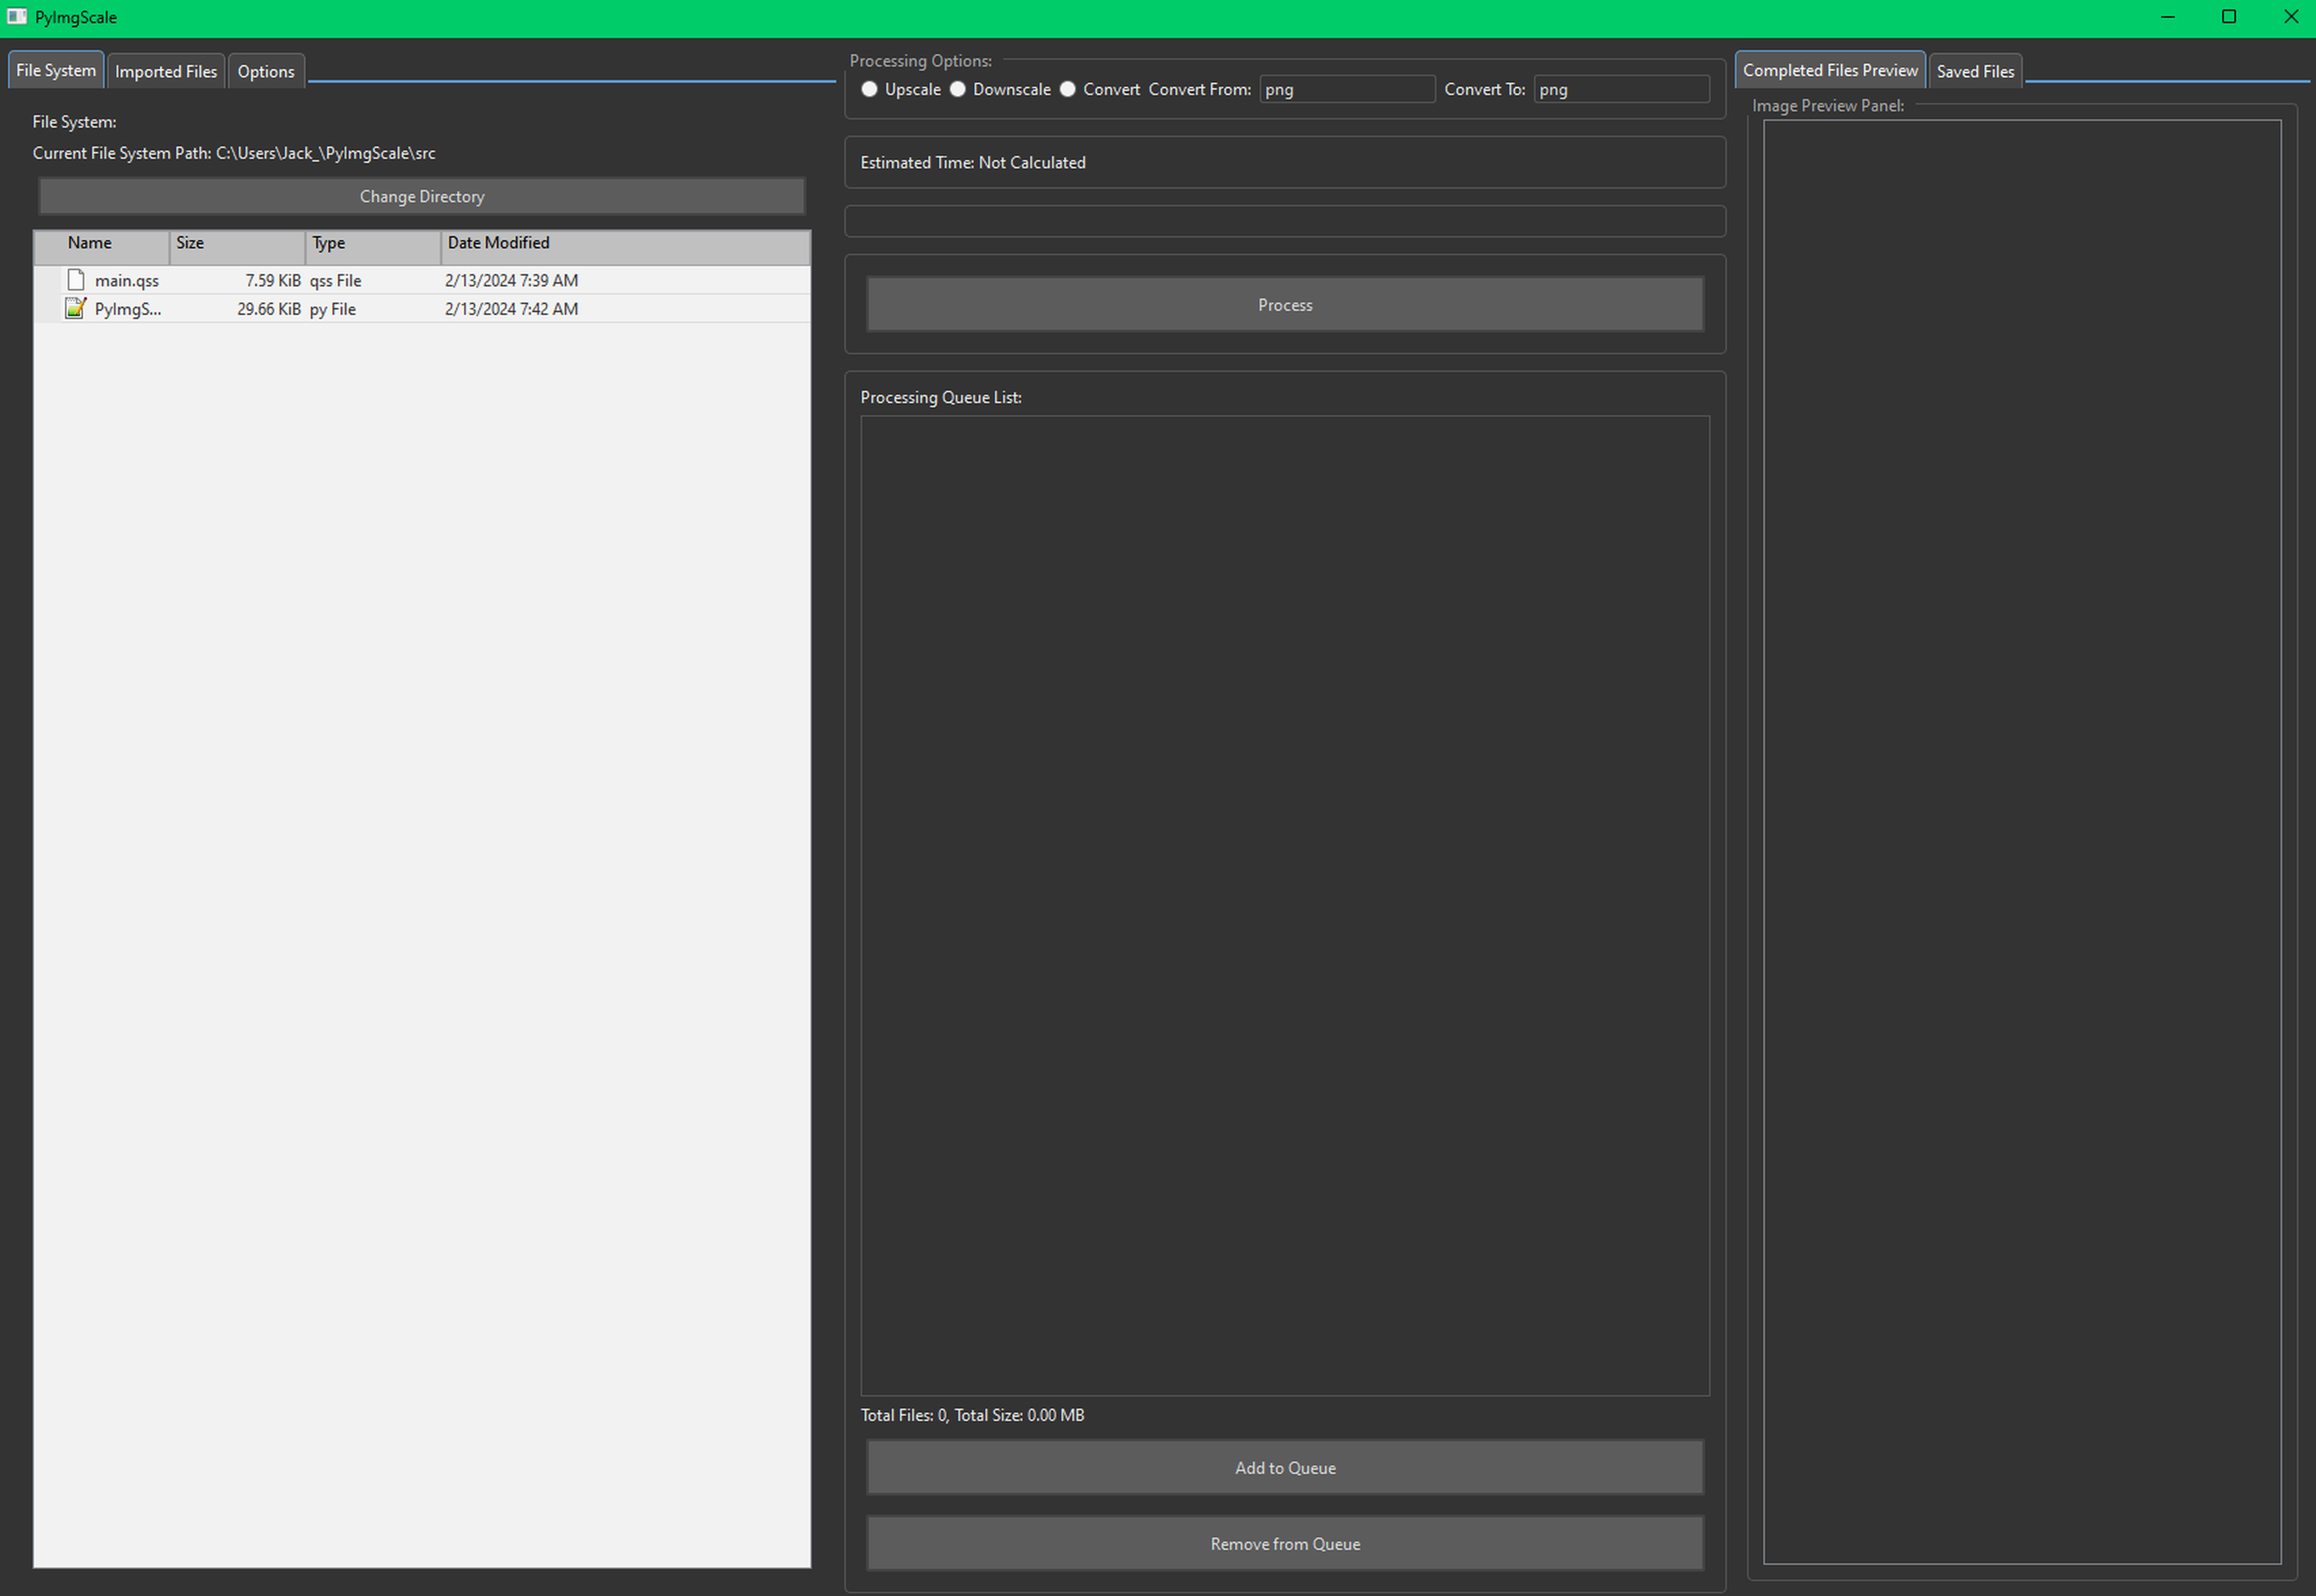 PyImgScale
File System
Imported Files
Options
File System:
Current File System Path: C:\Users\Jack_\PyImgScale\src
Change Directory
Name Size Type Date Modified
main.qss 7.59 KiB qss File 2/13/2024 7:39 AM
PyImgS... 29.66 KiB py File 2/13/2024 7:42 AM
Processing Options:
Upscale Downscale Convert Convert From: png Convert To: png
Estimated Time: Not Calculated
Process
Processing Queue List:
Total Files: 0, Total Size: 0.00 MB
Add to Queue
Remove from Queue
Completed Files Preview
Saved Files
Image Preview Panel: